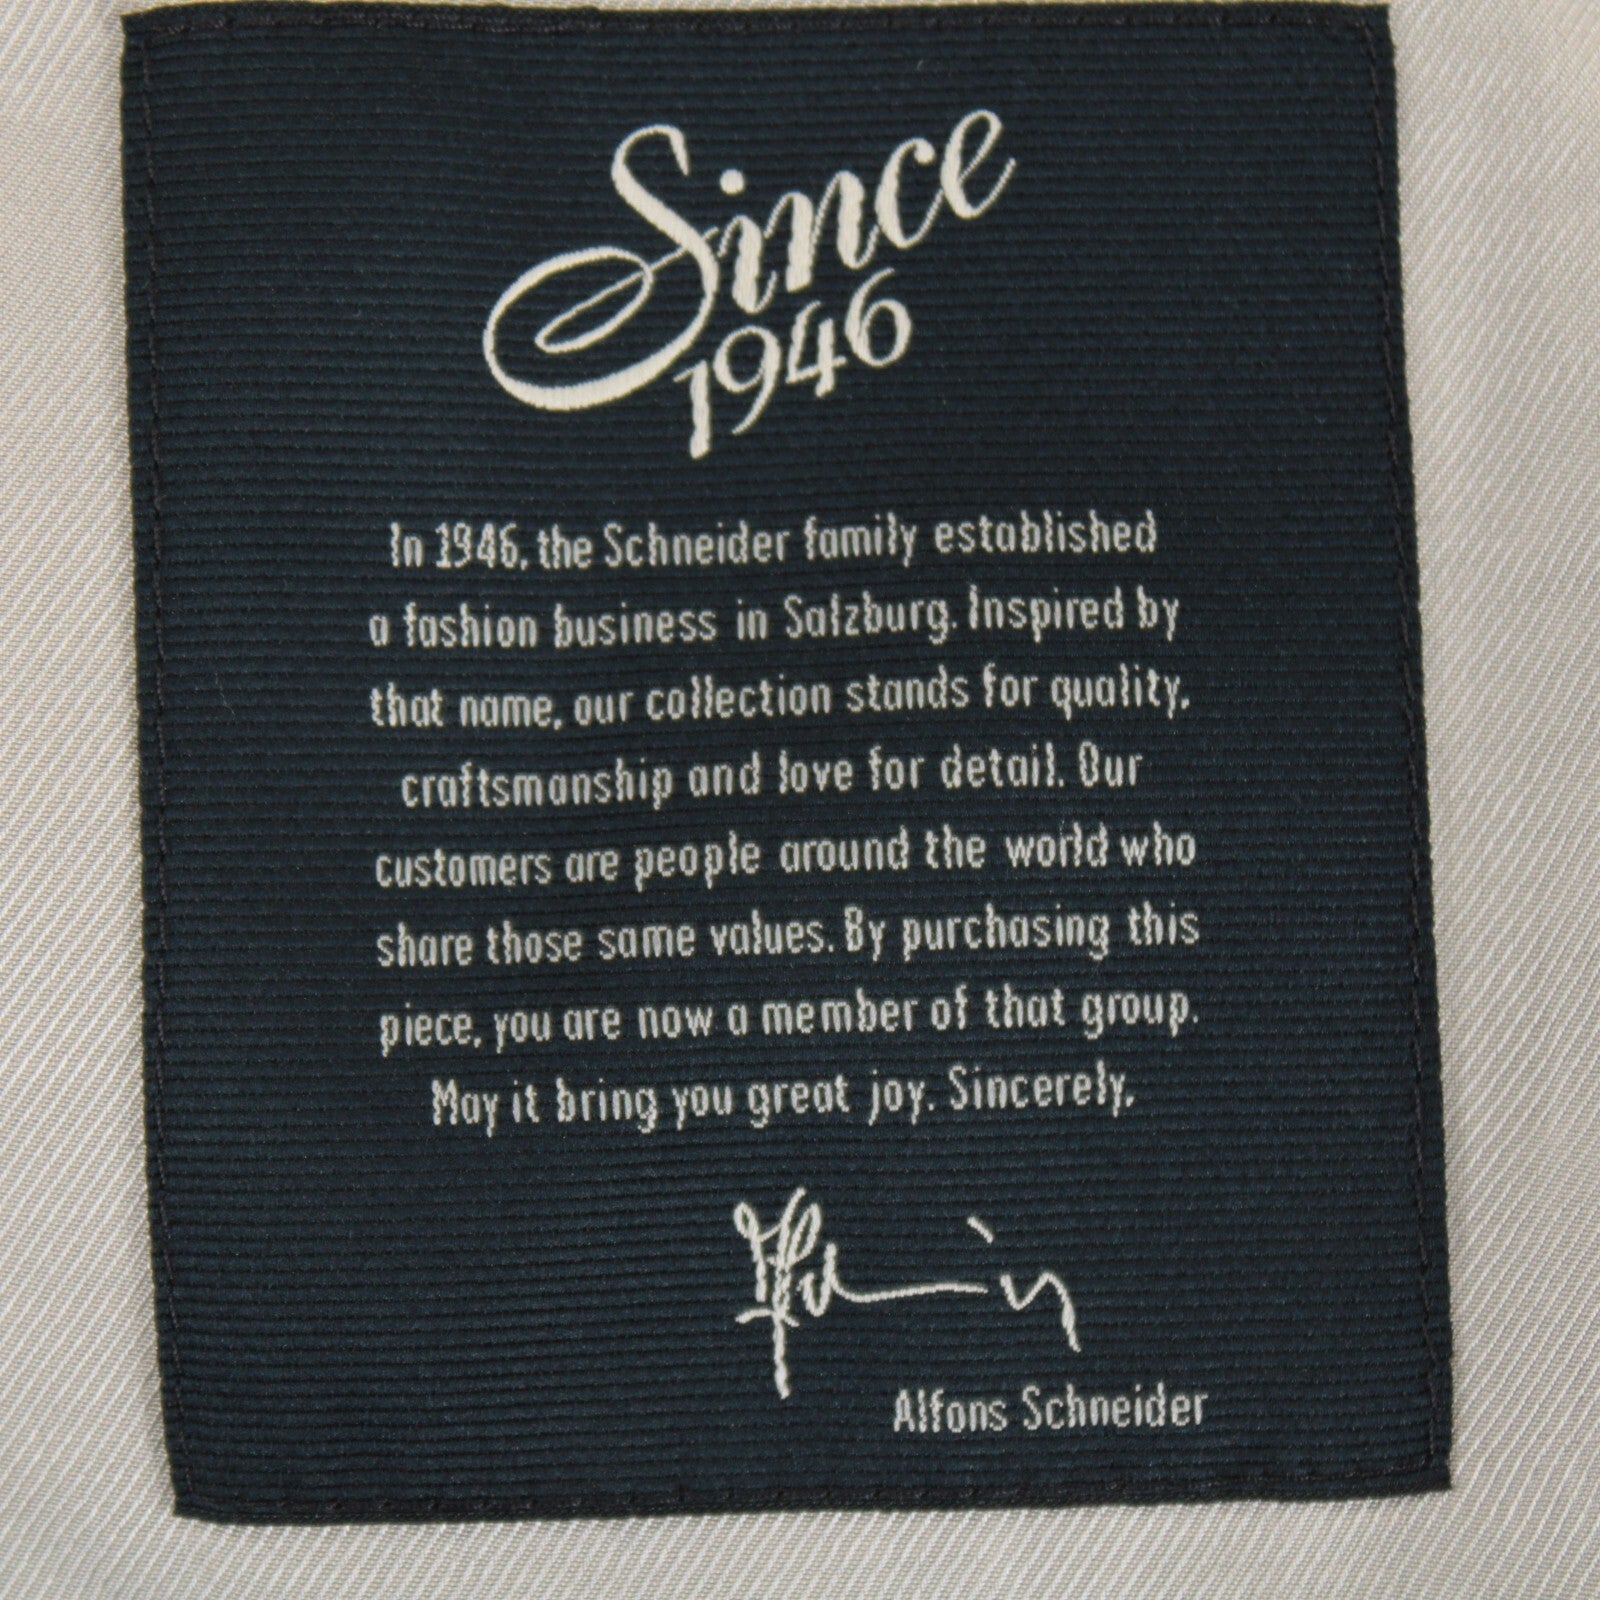 Since
1946
In 1946, the Schneider family established
a fashion business in Salzburg. Inspired by
that name, our collection stands for quality,
craftsmanship and love for detail. Our
customers are people around the world who
share those same values. By purchasing this
piece, you are now a member of that group.
May it bring you great joy. Sincerely,
Alfons Schneider